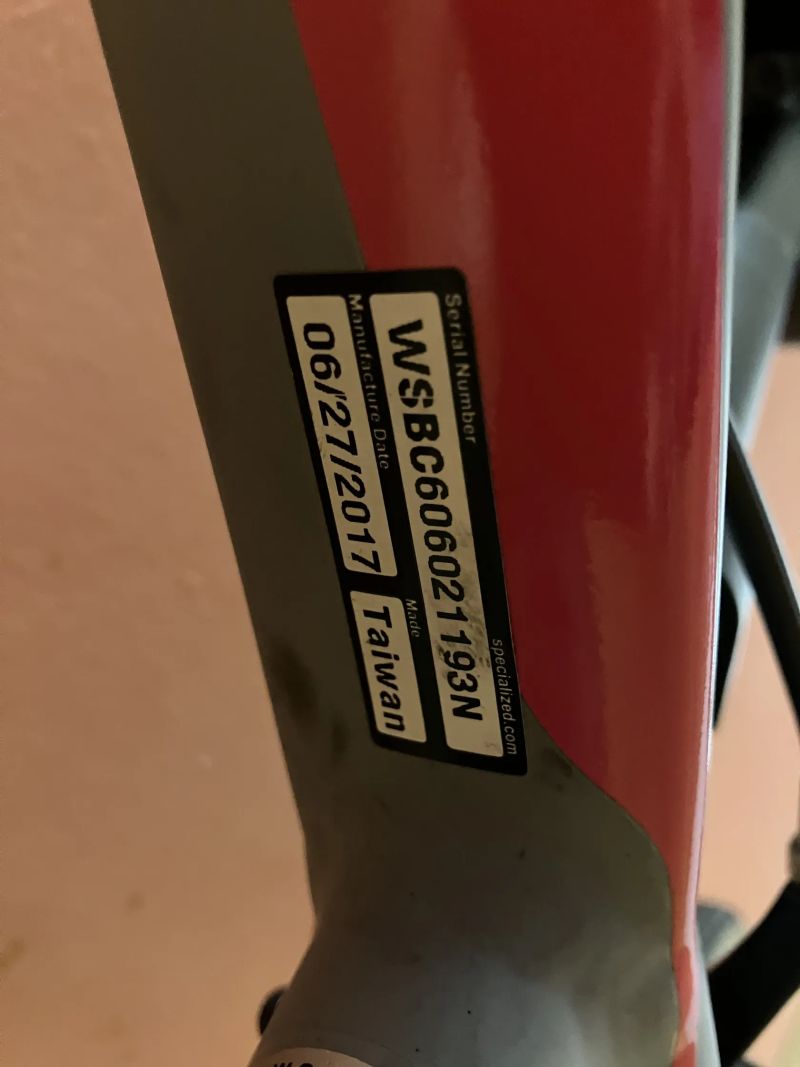 Serial Number
WSBC606021193N
specialized.com
Manufacture Date
06/27/2017
Made
Taiwan